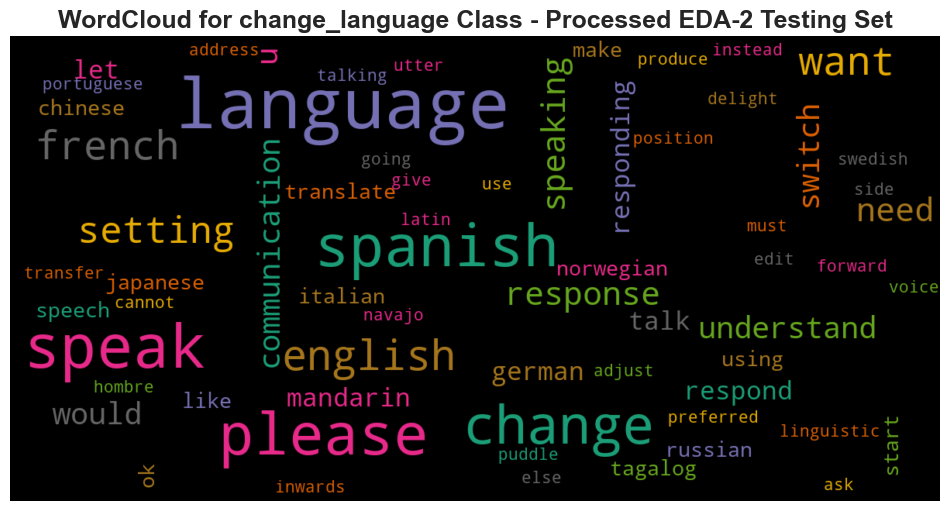 WordCloud for change_language Class - Processed EDA-2 Testing Set
address
u
make
produce
instead
want
let
talking
utter
portuguese
language
speaking
responding
delight
chinese
switch
french
communication
going
position
swedish
translate
give
use
side
need
setting
latin
must
spanish
edit
forward
transfer
japanese
norwegian
voice
cannot
italian
response
speech
navajo
talk
understand
speak
english
using
german
adjust
hombre
respond
like
mandarin
would
please
change
preferred
linguistic
start
puddle
russian
tagalog
ok
else
inwards
ask